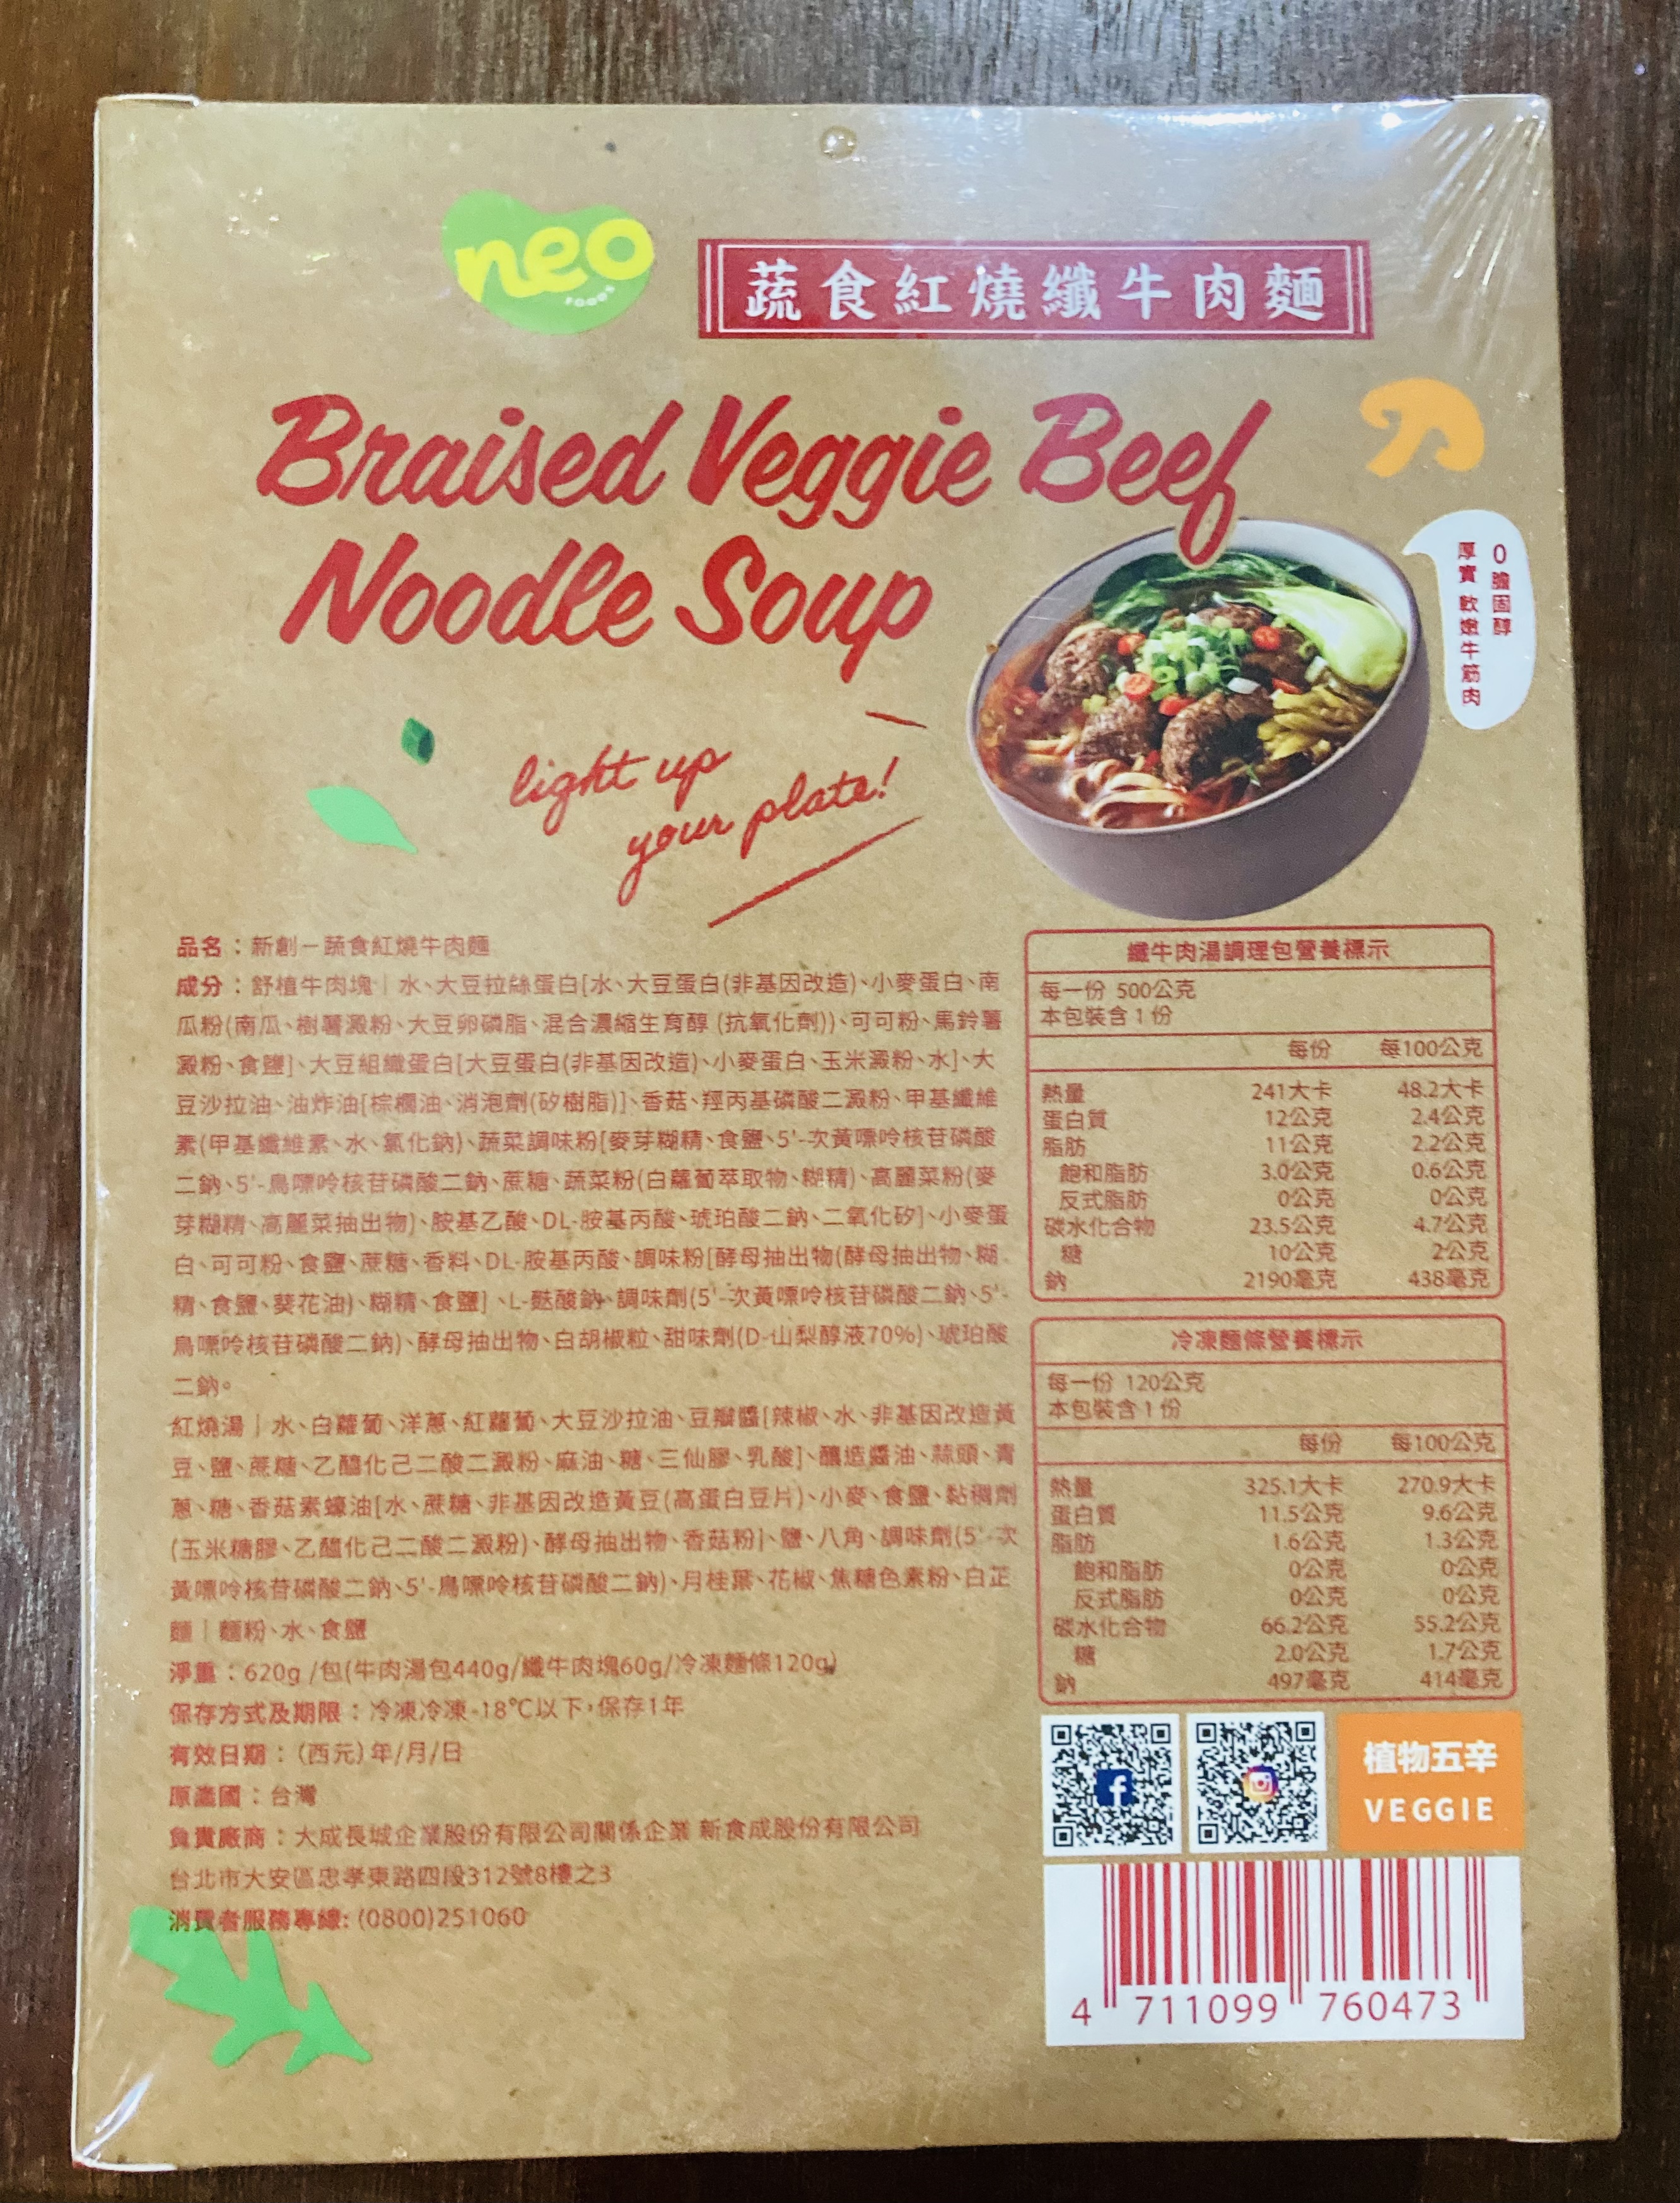 neo
FOODS
蔬食紅燒纖牛肉麵
Braised Veggie Beef
Noodle Soup
0膽固醇
厚實 軟嫩牛筋肉
light up
your plate!
品名：新創一蔬食紅燒牛肉麵
成分：舒植牛肉塊｜水、大豆拉絲蛋白[水、大豆蛋白(非基因改造)、小麥蛋白、南
瓜粉(南瓜、樹薯澱粉、大豆卵磷脂、混合濃縮生育醇 (抗氧化劑))、可可粉、馬鈴薯
澱粉、食鹽]、大豆組織蛋白[大豆蛋白(非基因改造)、小麥蛋白、玉米澱粉、水]、大
豆沙拉油、油炸油[棕櫚油、消泡劑(矽樹脂)]、香菇、羥丙基磷酸二澱粉、甲基纖維
素(甲基纖維素、水、氯化鈉)、蔬菜調味粉[麥芽糊精、食鹽、5'-次黃嘌呤核苷磷酸
二鈉、5'-鳥嘌呤核苷磷酸二鈉、蔗糖、蔬菜粉(白蘿蔔萃取物、糊精)、高麗菜粉(麥
芽糊精、高麗菜抽出物)、胺基乙酸、DL-胺基丙酸、琥珀酸二鈉、二氧化矽]、小麥蛋
白、可可粉、食鹽、蔗糖、香料、DL-胺基丙酸、調味粉[酵母抽出物(酵母抽出物、糊
精、食鹽、葵花油)、糊精、食鹽]、L-麩酸鈉、調味劑(5'-次黃嘌呤核苷磷酸二鈉、5'-
鳥嘌呤核苷磷酸二鈉)、酵母抽出物、白胡椒粒、甜味劑(D-山梨醇液70%)、琥珀酸
二鈉。
紅燒湯｜水、白蘿蔔、洋蔥、紅蘿蔔、大豆沙拉油、豆瓣醬[辣椒、水、非基因改造黃
豆、鹽、蔗糖、乙醯化己二酸二澱粉、麻油、糖、三仙膠、乳酸]、釀造醬油、蒜頭、青
蔥、糖、香菇素蠔油[水、蔗糖、非基因改造黃豆(高蛋白豆片)、小麥、食鹽、黏稠劑
(玉米糖膠、乙醯化己二酸二澱粉)、酵母抽出物、香菇粉]、鹽、八角、調味劑(5'-次
黃嘌呤核苷磷酸二鈉、5'-鳥嘌呤核苷磷酸二鈉)、月桂葉、花椒、焦糖色素粉、白芷
麵｜麵粉、水、食鹽
淨重：620g /包(牛肉湯包440g/纖牛肉塊60g/冷凍麵條120g)
保存方式及期限：冷凍冷凍-18℃以下，保存1年
有效日期：(西元)年/月/日
原產國：台灣
負責廠商：大成長城企業股份有限公司關係企業 新食成股份有限公司
台北市大安區忠孝東路四段312號8樓之3
消費者服務專線: (0800)251060
纖牛肉湯調理包營養標示
每一份 500公克
本包裝含1份
每份 每100公克
熱量 241大卡 48.2大卡
蛋白質 12公克 2.4公克
脂肪 11公克 2.2公克
飽和脂肪 3.0公克 0.6公克
反式脂肪 0公克 0公克
碳水化合物 23.5公克 4.7公克
糖 10公克 2公克
鈉 2190毫克 438毫克
冷凍麵條營養標示
每一份 120公克
本包裝含1份
每份 每100公克
熱量 325.1大卡 270.9大卡
蛋白質 11.5公克 9.6公克
脂肪 1.6公克 1.3公克
飽和脂肪 0公克 0公克
反式脂肪 0公克 0公克
碳水化合物 66.2公克 55.2公克
糖 2.0公克 1.7公克
鈉 497毫克 414毫克
植物五辛
VEGGIE
4 711099 760473